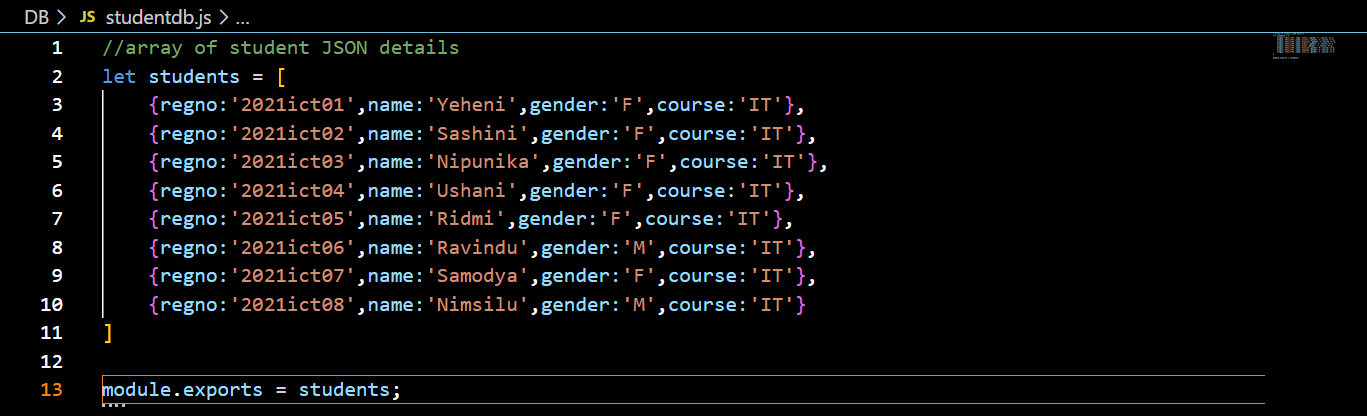 DB > JS studentdb.js > ...
1 //array of student JSON details
2 let students = [
3     {regno:'2021ict01',name:'Yeheni',gender:'F',course:'IT'},
4     {regno:'2021ict02',name:'Sashini',gender:'F',course:'IT'},
5     {regno:'2021ict03',name:'Nipunika',gender:'F',course:'IT'},
6     {regno:'2021ict04',name:'Ushani',gender:'F',course:'IT'},
7     {regno:'2021ict05',name:'Ridmi',gender:'F',course:'IT'},
8     {regno:'2021ict06',name:'Ravindu',gender:'M',course:'IT'},
9     {regno:'2021ict07',name:'Samodya',gender:'F',course:'IT'},
10     {regno:'2021ict08',name:'Nimsilu',gender:'M',course:'IT'}
11 ]
12
13 module.exports = students;